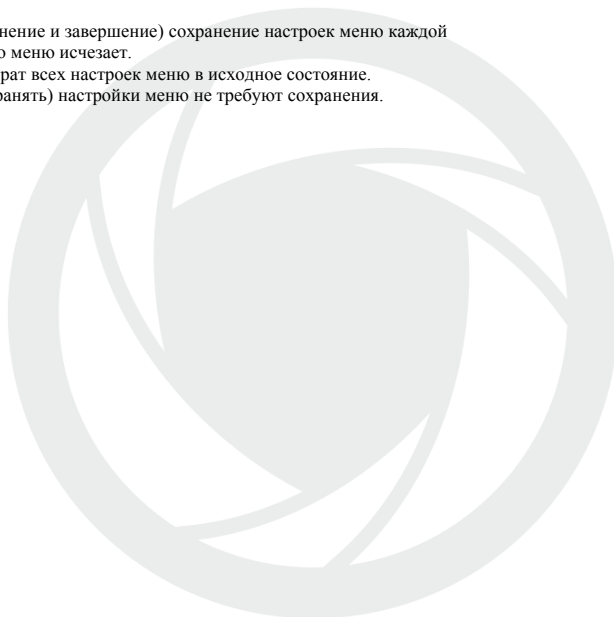 нение и завершение) сохранение настроек меню каждой
о меню исчезает.
рат всех настроек меню в исходное состояние.
ранять) настройки меню не требуют сохранения.